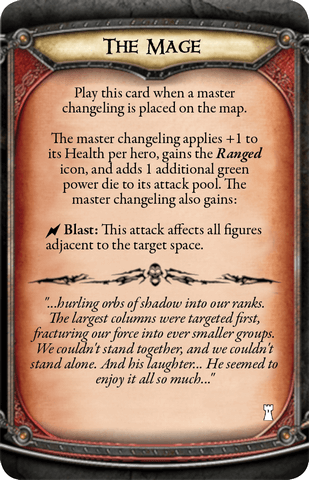 The Mage
Play this card when a master
changeling is placed on the map.
The master changeling applies +1 to
its Health per hero, gains the Ranged
icon, and adds 1 additional green
power die to its attack pool. The
master changeling also gains:
Blast: This attack affects all figures
adjacent to the target space.
"...hurling orbs of shadow into our ranks.
The largest columns were targeted first,
fracturing our force into ever smaller groups.
We couldn't stand together, and we couldn't
stand alone. And his laughter... He seemed to
enjoy it all so much..."